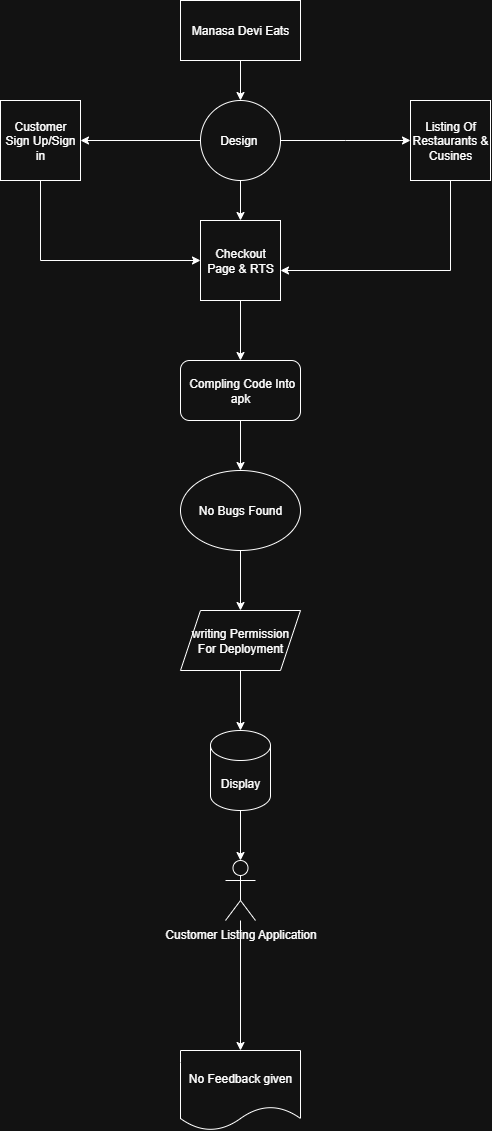 Manasa Devi Eats
Customer
Sign Up/Sign
in
Design
Listing Of
Restaurants &
Cusines
Checkout
Page & RTS
Compling Code Into
apk
No Bugs Found
writing Permission
For Deployment
Display
Customer Listing Application
No Feedback given